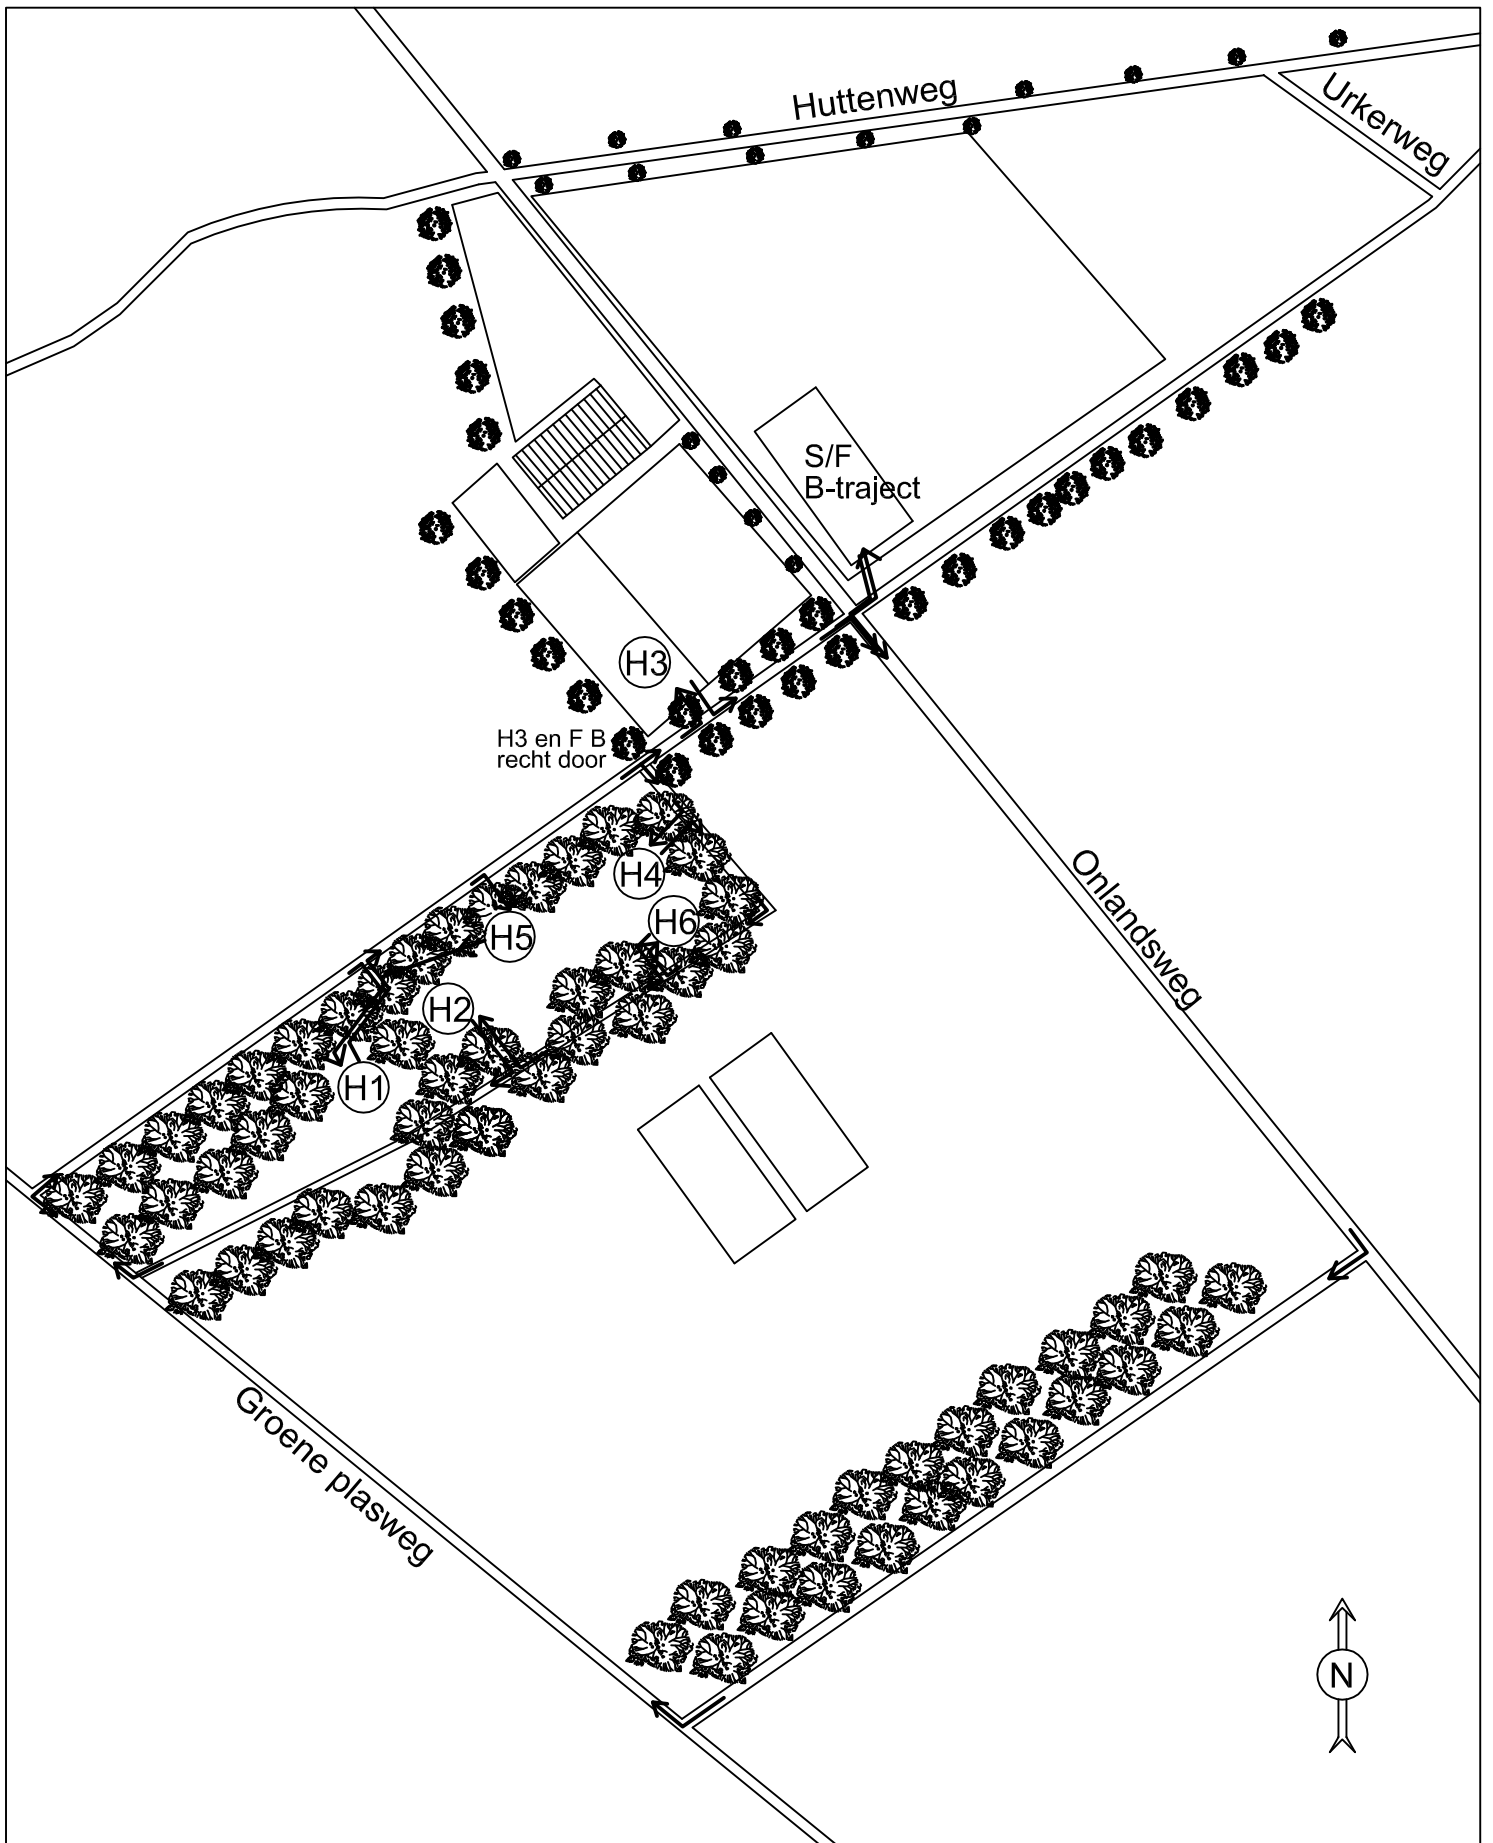 Huttenweg
Urkerweg
S/F
B-traject
H3
H3 en F B
recht door
H4
H6
H5
H2
H1
Onlandsweg
Groene plasweg
N